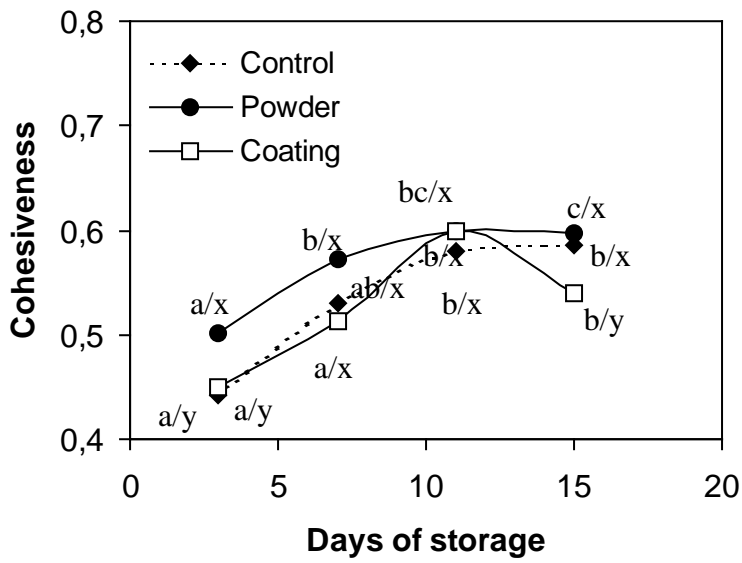 0,8
Control
Powder
Coating
0,7
0,6
0,5
0,4
Cohesiveness
bc/x
c/x
b/x
b/x
b/x
a/x
ab/x
b/x
b/y
a/x
a/y
a/y
0
5
10
15
20
Days of storage